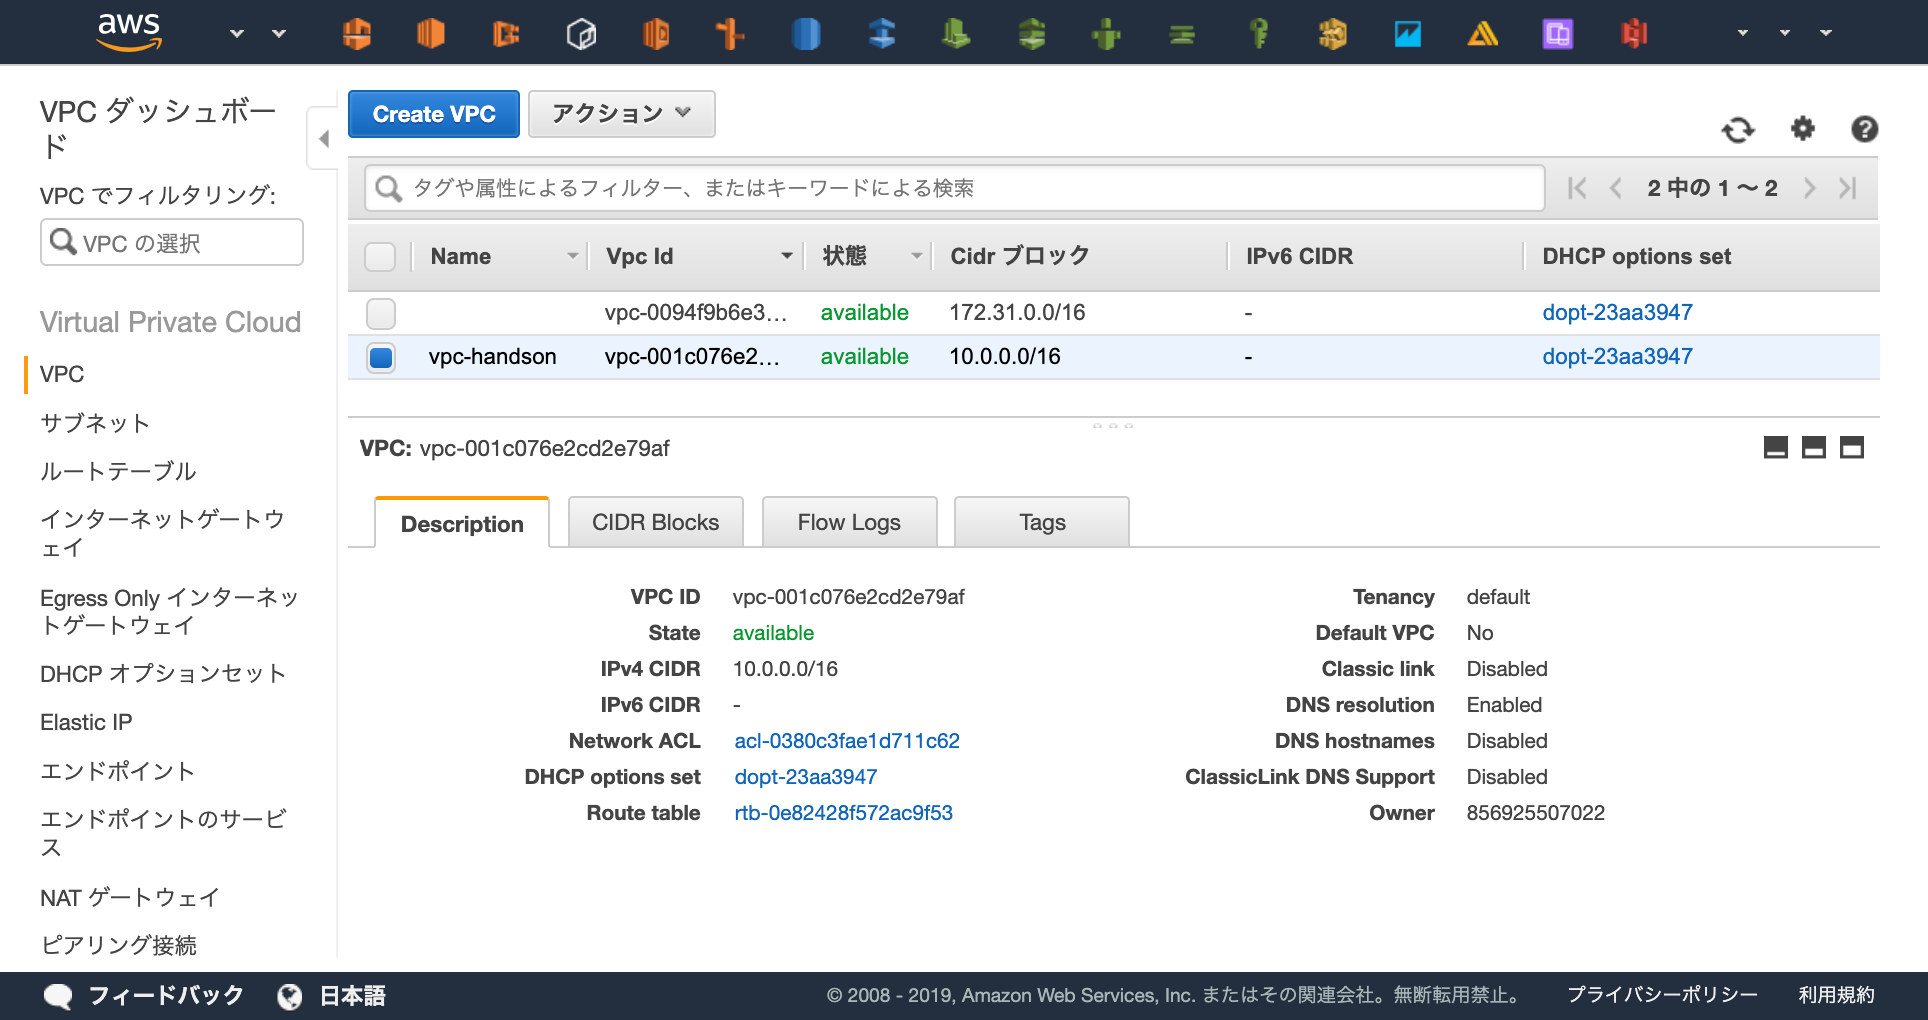 aws
VPC ダッシュボー
ド
VPC でフィルタリング:
VPC の選択
Virtual Private Cloud
VPC
サブネット
ルートテーブル
インターネットゲートウ
ェイ
Egress Only インターネッ
トゲートウェイ
DHCP オプションセット
Elastic IP
エンドポイント
エンドポイントのサービ
ス
NAT ゲートウェイ
ピアリング接続
Create VPC アクション
タグや属性によるフィルター、またはキーワードによる検索 2 中の 1 ～ 2
Name Vpc Id 状態 Cidr ブロック IPv6 CIDR DHCP options set
vpc-0094f9b6e3... available 172.31.0.0/16 - dopt-23aa3947
vpc-handson vpc-001c076e2... available 10.0.0.0/16 - dopt-23aa3947
VPC: vpc-001c076e2cd2e79af
Description CIDR Blocks Flow Logs Tags
VPC ID vpc-001c076e2cd2e79af
State available
IPv4 CIDR 10.0.0.0/16
IPv6 CIDR -
Network ACL acl-0380c3fae1d711c62
DHCP options set dopt-23aa3947
Route table rtb-0e82428f572ac9f53
Tenancy default
Default VPC No
Classic link Disabled
DNS resolution Enabled
DNS hostnames Disabled
ClassicLink DNS Support Disabled
Owner 856925507022
フィードバック 日本語 © 2008 - 2019, Amazon Web Services, Inc. またはその関連会社。無断転用禁止。 プライバシーポリシー 利用規約